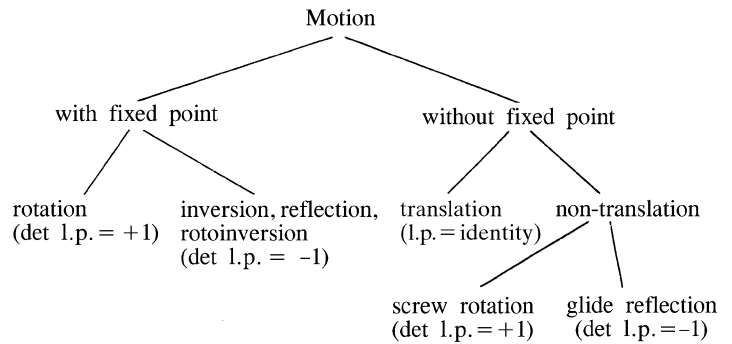 Motion
with fixed point
without fixed point
rotation
(det l.p. = +1)
inversion, reflection,
rotoinversion
(det l.p. = -1)
translation
(l.p. = identity)
non-translation
screw rotation
(det l.p. = +1)
glide reflection
(det l.p. = -1)